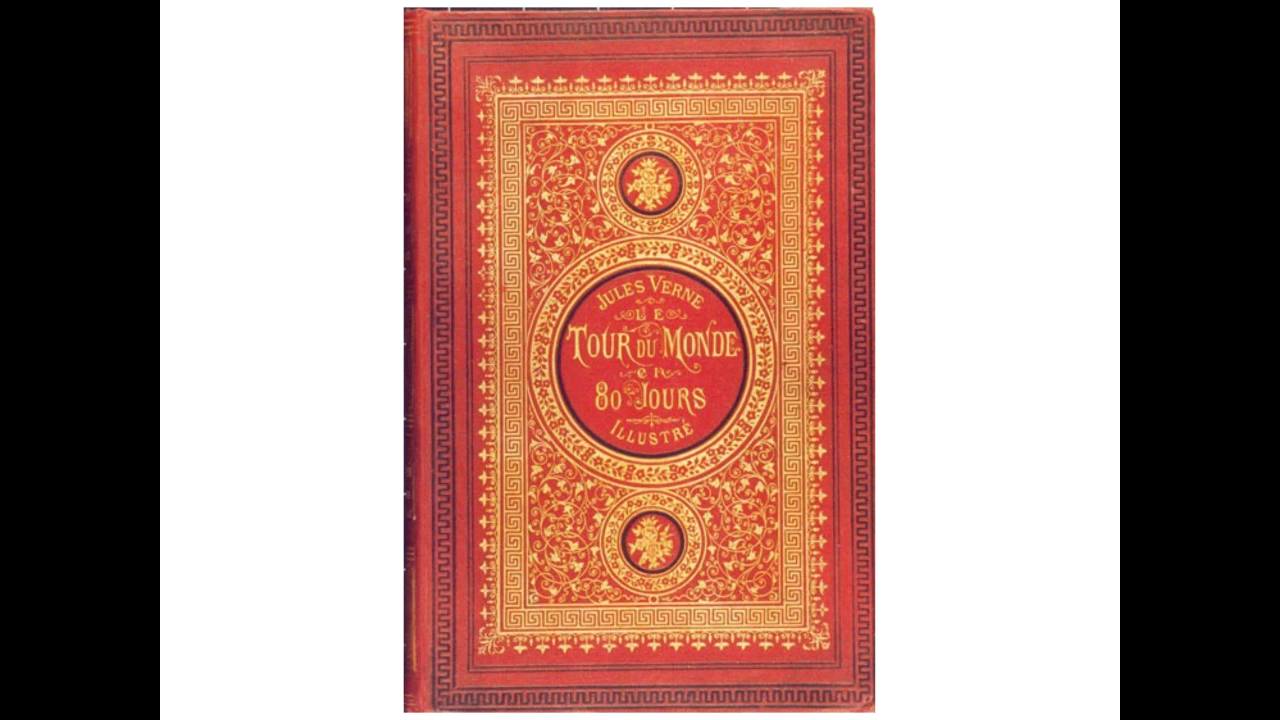 JULES VERNE
LE
TOUR DU MONDE
EN
80 JOURS
ILLUSTRÉ